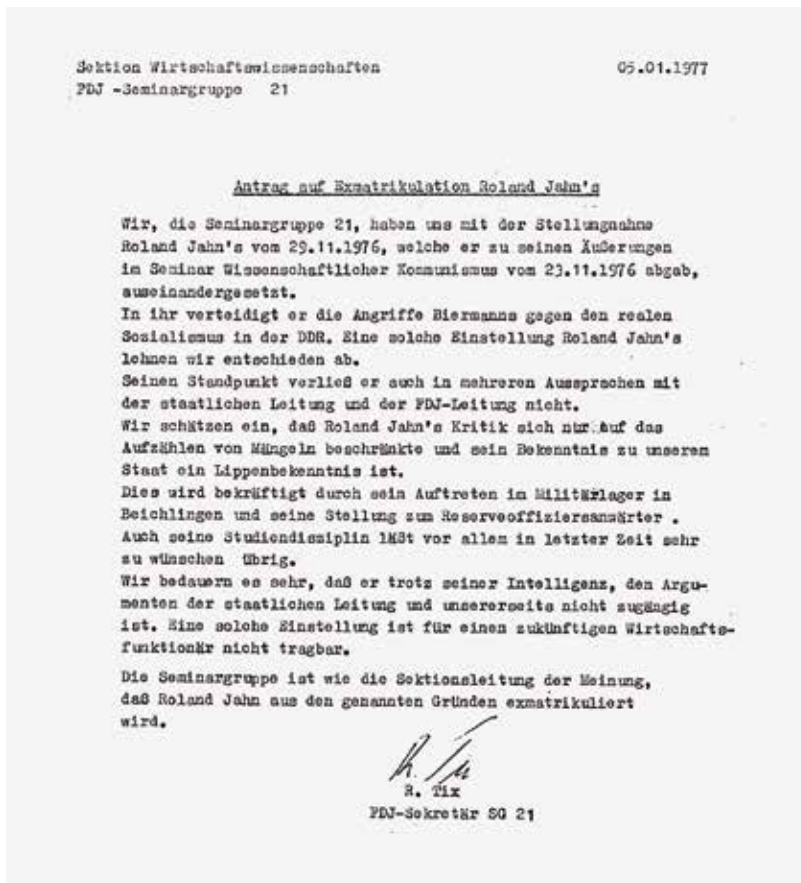 Sektion Wirtschaftswissenschaften 05.01.1977
FDJ -Seminargruppe 21
Antrag auf Exmatrikulation Roland Jahn's
Wir, die Seminargruppe 21, haben uns mit der Stellungnahme
Roland Jahn's vom 29.11.1976, welche er zu seinen Äußerungen
im Seminar Wissenschaftlicher Kommunismus vom 23.11.1976 abgab,
auseinandergesetzt.
In ihr verteidigt er die Angriffe Biermanns gegen den realen
Sozialismus in der DDR. Eine solche Einstellung Roland Jahn's
lehnen wir entschieden ab.
Seinen Standpunkt verließ er auch in mehreren Aussprachen mit
der staatlichen Leitung und der FDJ-Leitung nicht.
Wir schätzen ein, daß Roland Jahn's Kritik sich nur auf das
Aufzählen von Mängeln beschränkte und sein Bekenntnis zu unserem
Staat ein Lippenbekenntnis ist.
Dies wird bekräftigt durch sein Auftreten im Militärlager in
Beichlingen und seine Stellung zum Reserveoffiziersanwärter .
Auch seine Studiendisziplin läßt vor allem in letzter Zeit sehr
zu wünschen übrig.
Wir bedauern es sehr, daß er trotz seiner Intelligenz, den Argu-
menten der staatlichen Leitung und unsererseits nicht zugängig
ist. Eine solche Einstellung ist für einen zukünftigen Wirtschafts-
funktionär nicht tragbar.
Die Seminargruppe ist wie die Sektionsleitung der Meinung,
daß Roland Jahn aus den genannten Gründen exmatrikuliert
wird.
R. Tix
R. Tix
FDJ-Sekretär SG 21